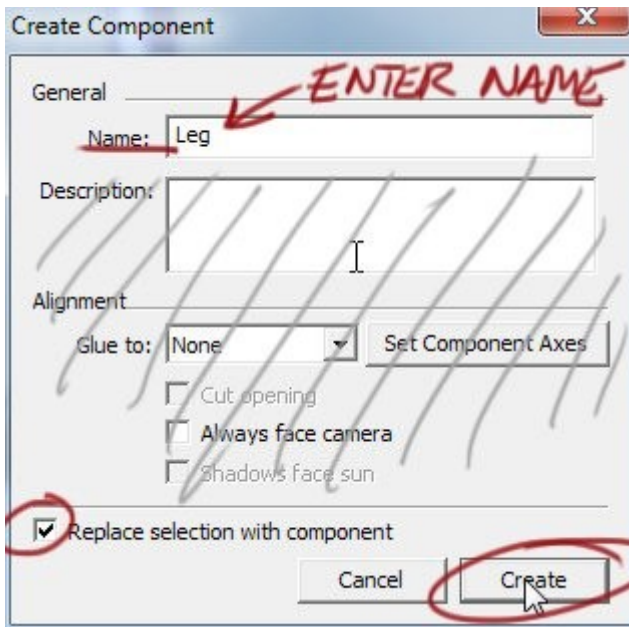 Create Component
General
ENTER NAME
Name: Leg
Description:
Alignment
Glue to: None Set Component Axes
Cut opening
Always face camera
Shadows face sun
Replace selection with component
Cancel Create